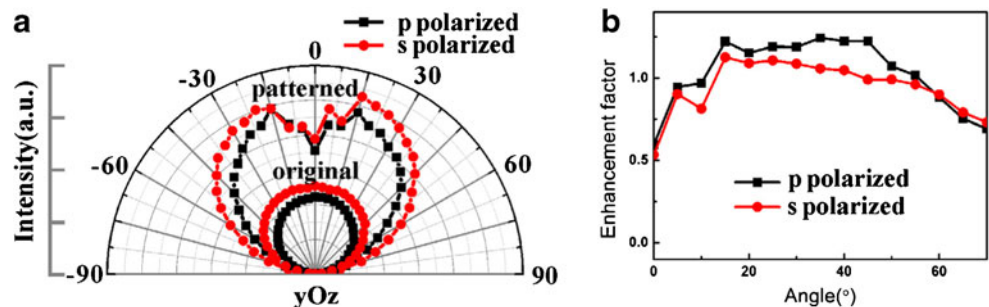 a
p polarized
s polarized
0
-30
30
patterned
-60
60
original
-90
90
Intensity(a.u.)
yOz
b
Enhancement factor
1.0
0.5
0.0
p polarized
s polarized
0
20
40
60
Angle(°)